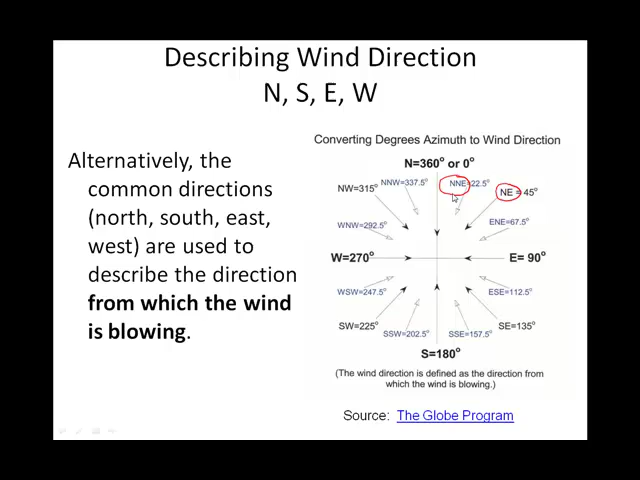 Describing Wind Direction
N, S, E, W
Alternatively, the
common directions
(north, south, east,
west) are used to
describe the direction
from which the wind
is blowing.
Converting Degrees Azimuth to Wind Direction
N=360° or 0°
NNW=337.5°
NNE=22.5°
NW=315°
NE = 45°
WNW=292.5°
ENE=67.5°
W=270°
E= 90°
WSW=247.5°
ESE=112.5°
SW=225°
SE=135°
SSW=202.5°
SSE=157.5°
S=180°
(The wind direction is defined as the direction from
which the wind is blowing.)
Source: The Globe Program